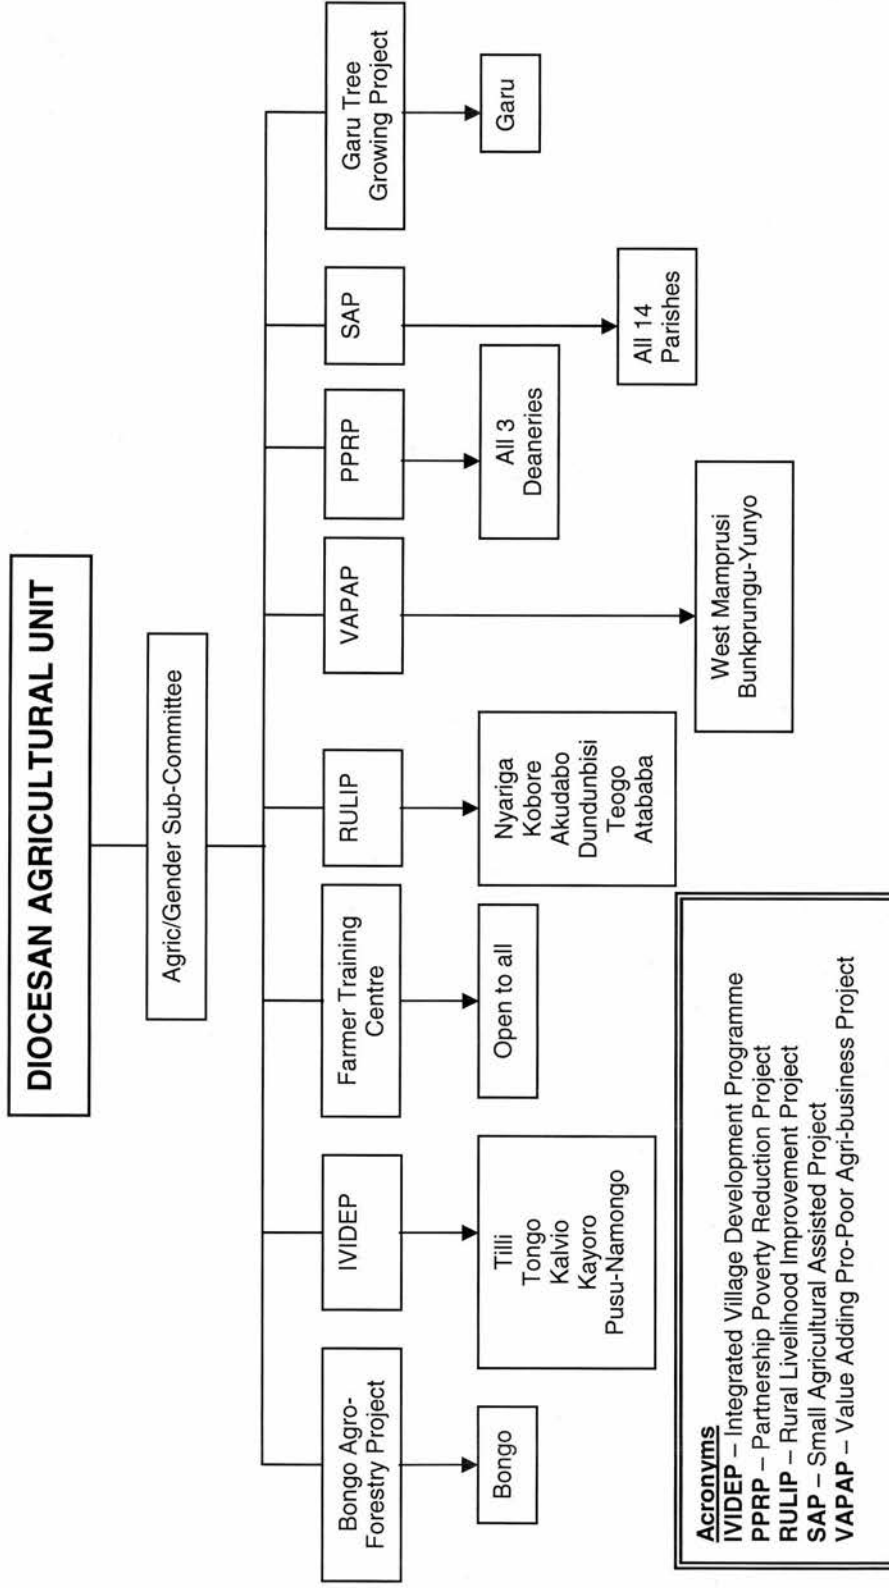 DIOCESAN AGRICULTURAL UNIT
Agric/Gender Sub-Committee
Bongo Agro-
Forestry Project
IVIDEP
Farmer Training
Centre
RULIP
VAPAP
PPRP
SAP
Garu Tree
Growing Project
Bongo
Tilli
Tongo
Kalvio
Kayoro
Pusu-Namongo
Open to all
Nyariga
Kobore
Akudabo
Dundunbisi
Teogo
Atababa
West Mamprusi
Bunkprungu-Yunyo
All 3
Deaneries
All 14
Parishes
Garu
Acronyms
IVIDEP – Integrated Village Development Programme
PPRP – Partnership Poverty Reduction Project
RULIP – Rural Livelihood Improvement Project
SAP – Small Agricultural Assisted Project
VAPAP – Value Adding Pro-Poor Agri-business Project